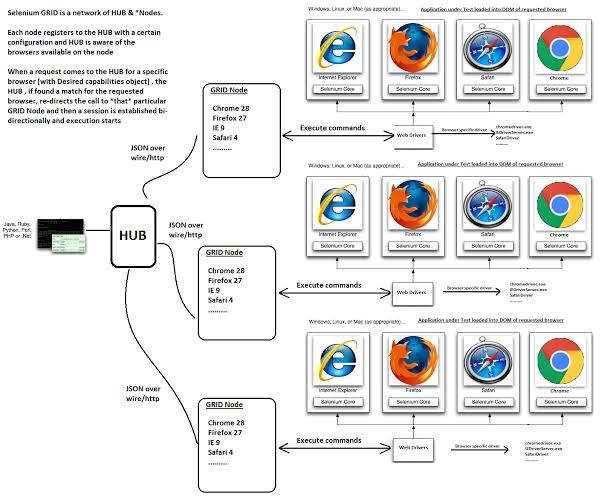 Selenium GRID is a network of HUB & *Nodes.
Each node registers to the HUB with a certain
configuration and HUB is aware of the
browsers available on the node
When a request comes to the HUB for a specific
browser [with Desired capabilities object] , the
HUB , if found a match for the requested
browser, re-directs the call to *that* particular
GRID Node and then a session is established bi-
directionally and execution starts
Java, Ruby,
Python, Perl,
PHP or .Net
HUB
JSON over
wire/http
GRID Node
Chrome 28
Firefox 27
IE 9
Safari 4
.........
Execute commands
Web Drivers
Browser specific driver
chromedriver.exe
IEDriverServer.exe
SafariDriver
.........
Windows, Linux, or Mac (as appropriate)...
Application under Test loaded into DOM of requested browser
Internet Explorer
Firefox
Safari
Chrome
Selenium Core
Selenium Core
Selenium Core
Selenium Core
JSON over
wire/http
GRID Node
Chrome 28
Firefox 27
IE 9
Safari 4
.........
Execute commands
Web Drivers
Browser specific driver
chromedriver.exe
IEDriverServer.exe
SafariDriver
.........
Windows, Linux, or Mac (as appropriate)...
Application under Test loaded into DOM of requested browser
Internet Explorer
Firefox
Safari
Chrome
Selenium Core
Selenium Core
Selenium Core
Selenium Core
JSON over
wire/http
GRID Node
Chrome 28
Firefox 27
IE 9
Safari 4
.........
Execute commands
Web Drivers
Browser specific driver
chromedriver.exe
IEDriverServer.exe
SafariDriver
.........
Windows, Linux, or Mac (as appropriate)...
Application under Test loaded into DOM of requested browser
Internet Explorer
Firefox
Safari
Chrome
Selenium Core
Selenium Core
Selenium Core
Selenium Core